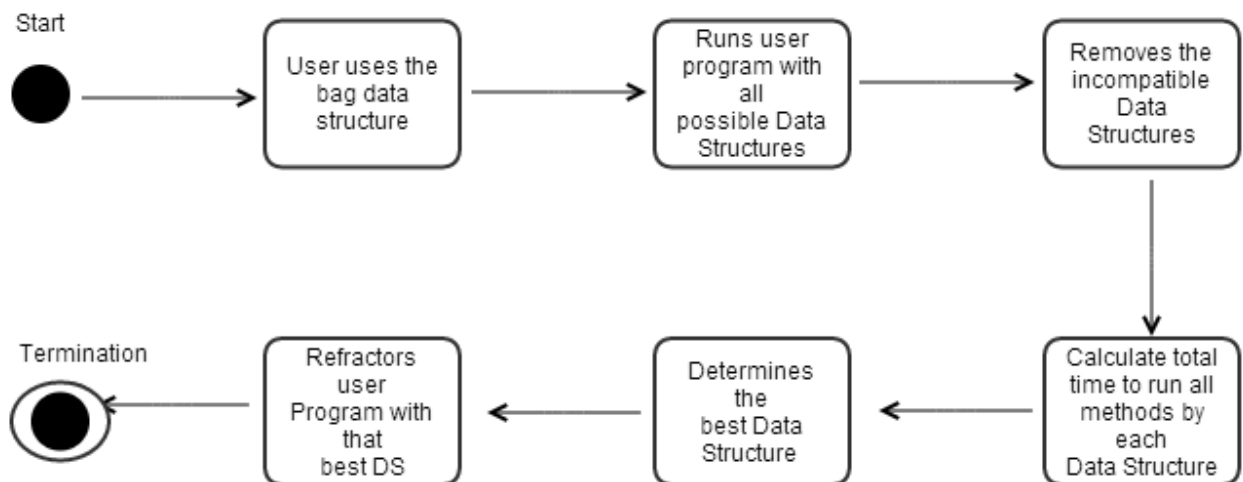 Start
User uses the
bag data
structure
Runs user
program with
all
possible Data
Structures
Removes the
incompatible
Data
Structures
Calculate total
time to run all
methods by
each
Data Structure
Determines
the
best Data
Structure
Refractors
user
Program with
that
best DS
Termination